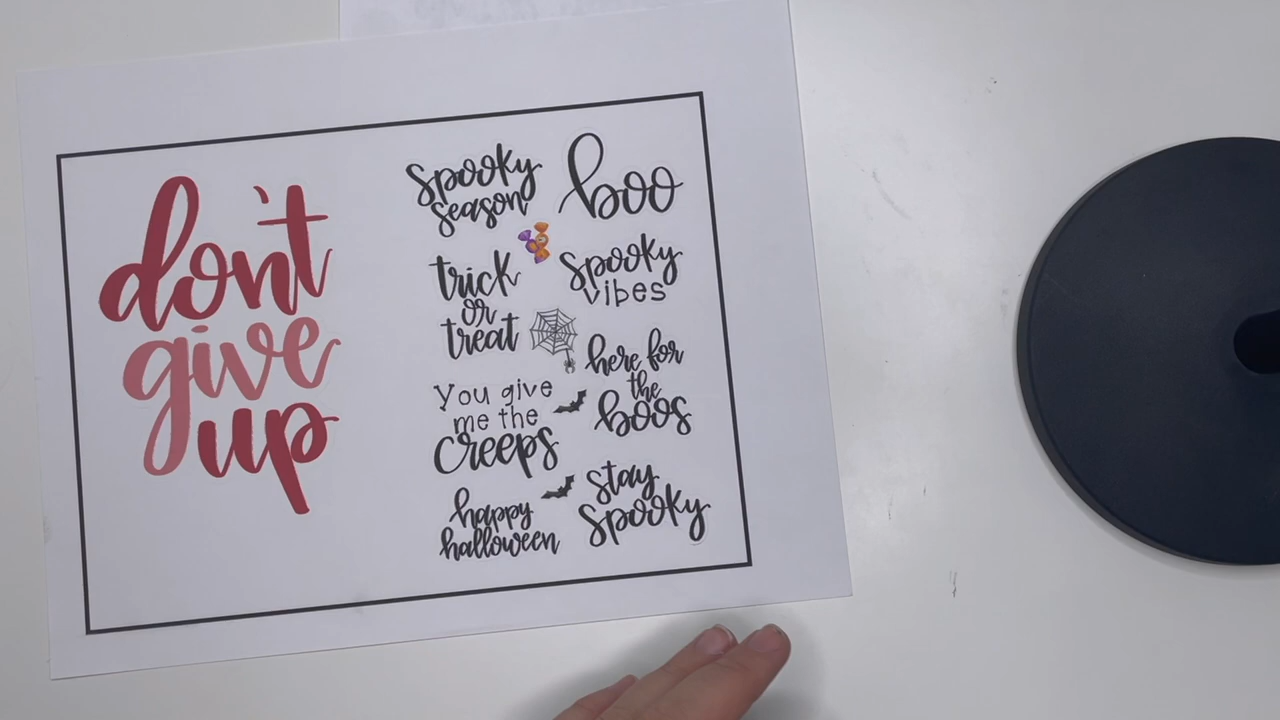 don't
give
up
spooky
season
boo
trick
or
treat
spooky
vibes
You give
me the
creeps
here for
the
boos
happy
halloween
stay
spooky